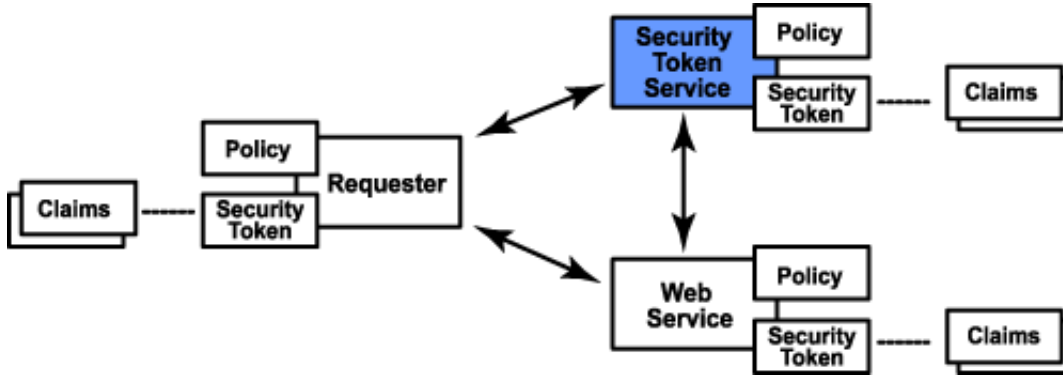 Security
Token
Service
Policy
Security
Token
Claims
Policy
Requester
Security
Token
Claims
Web
Service
Policy
Security
Token
Claims